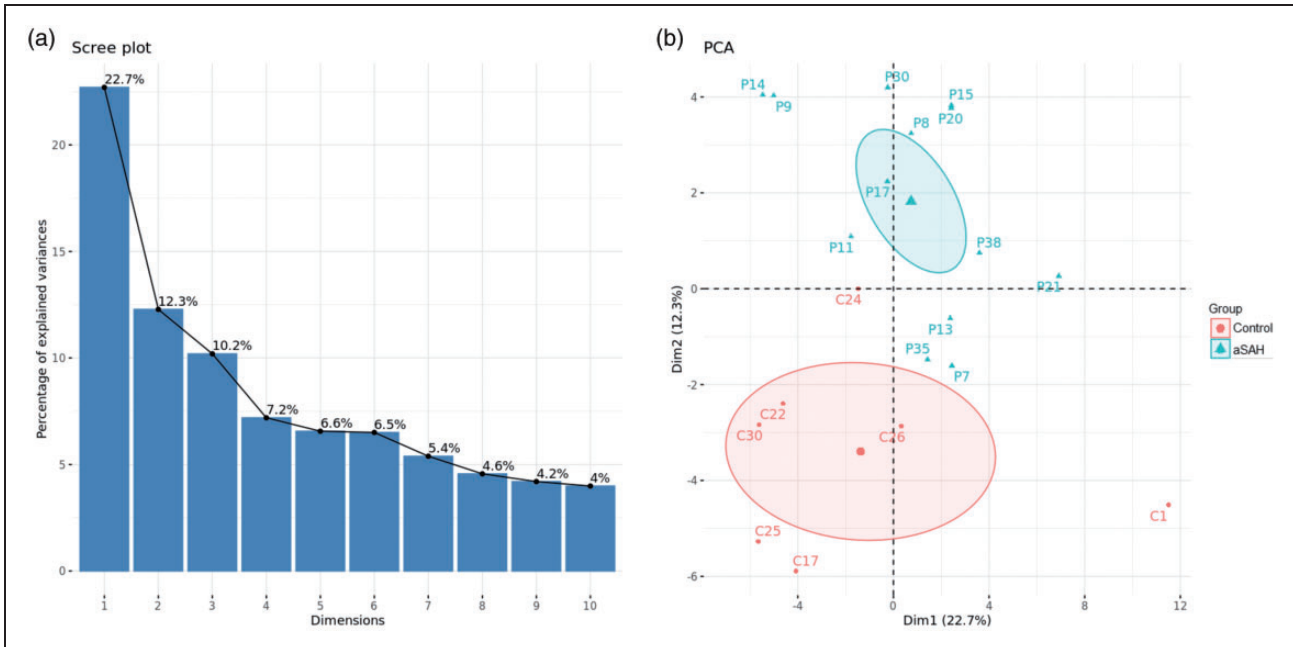 (a)
Scree plot
22.7%
12.3%
10.2%
7.2%
6.6%
6.5%
5.4%
4.6%
4.2%
4%
20
15
10
5
0
Percentage of explained variances
1 2 3 4 5 6 7 8 9 10
Dimensions
(b)
PCA
P14
P9
P30
P15
P20
P8
P17
P11
P38
P21
C24
P13
P35
P7
C22
C30
C26
C1
C25
C17
4
2
0
-2
-4
-6
Dim2 (12.3%)
-4 0 4 8 12
Dim1 (22.7%)
Group
Control
aSAH